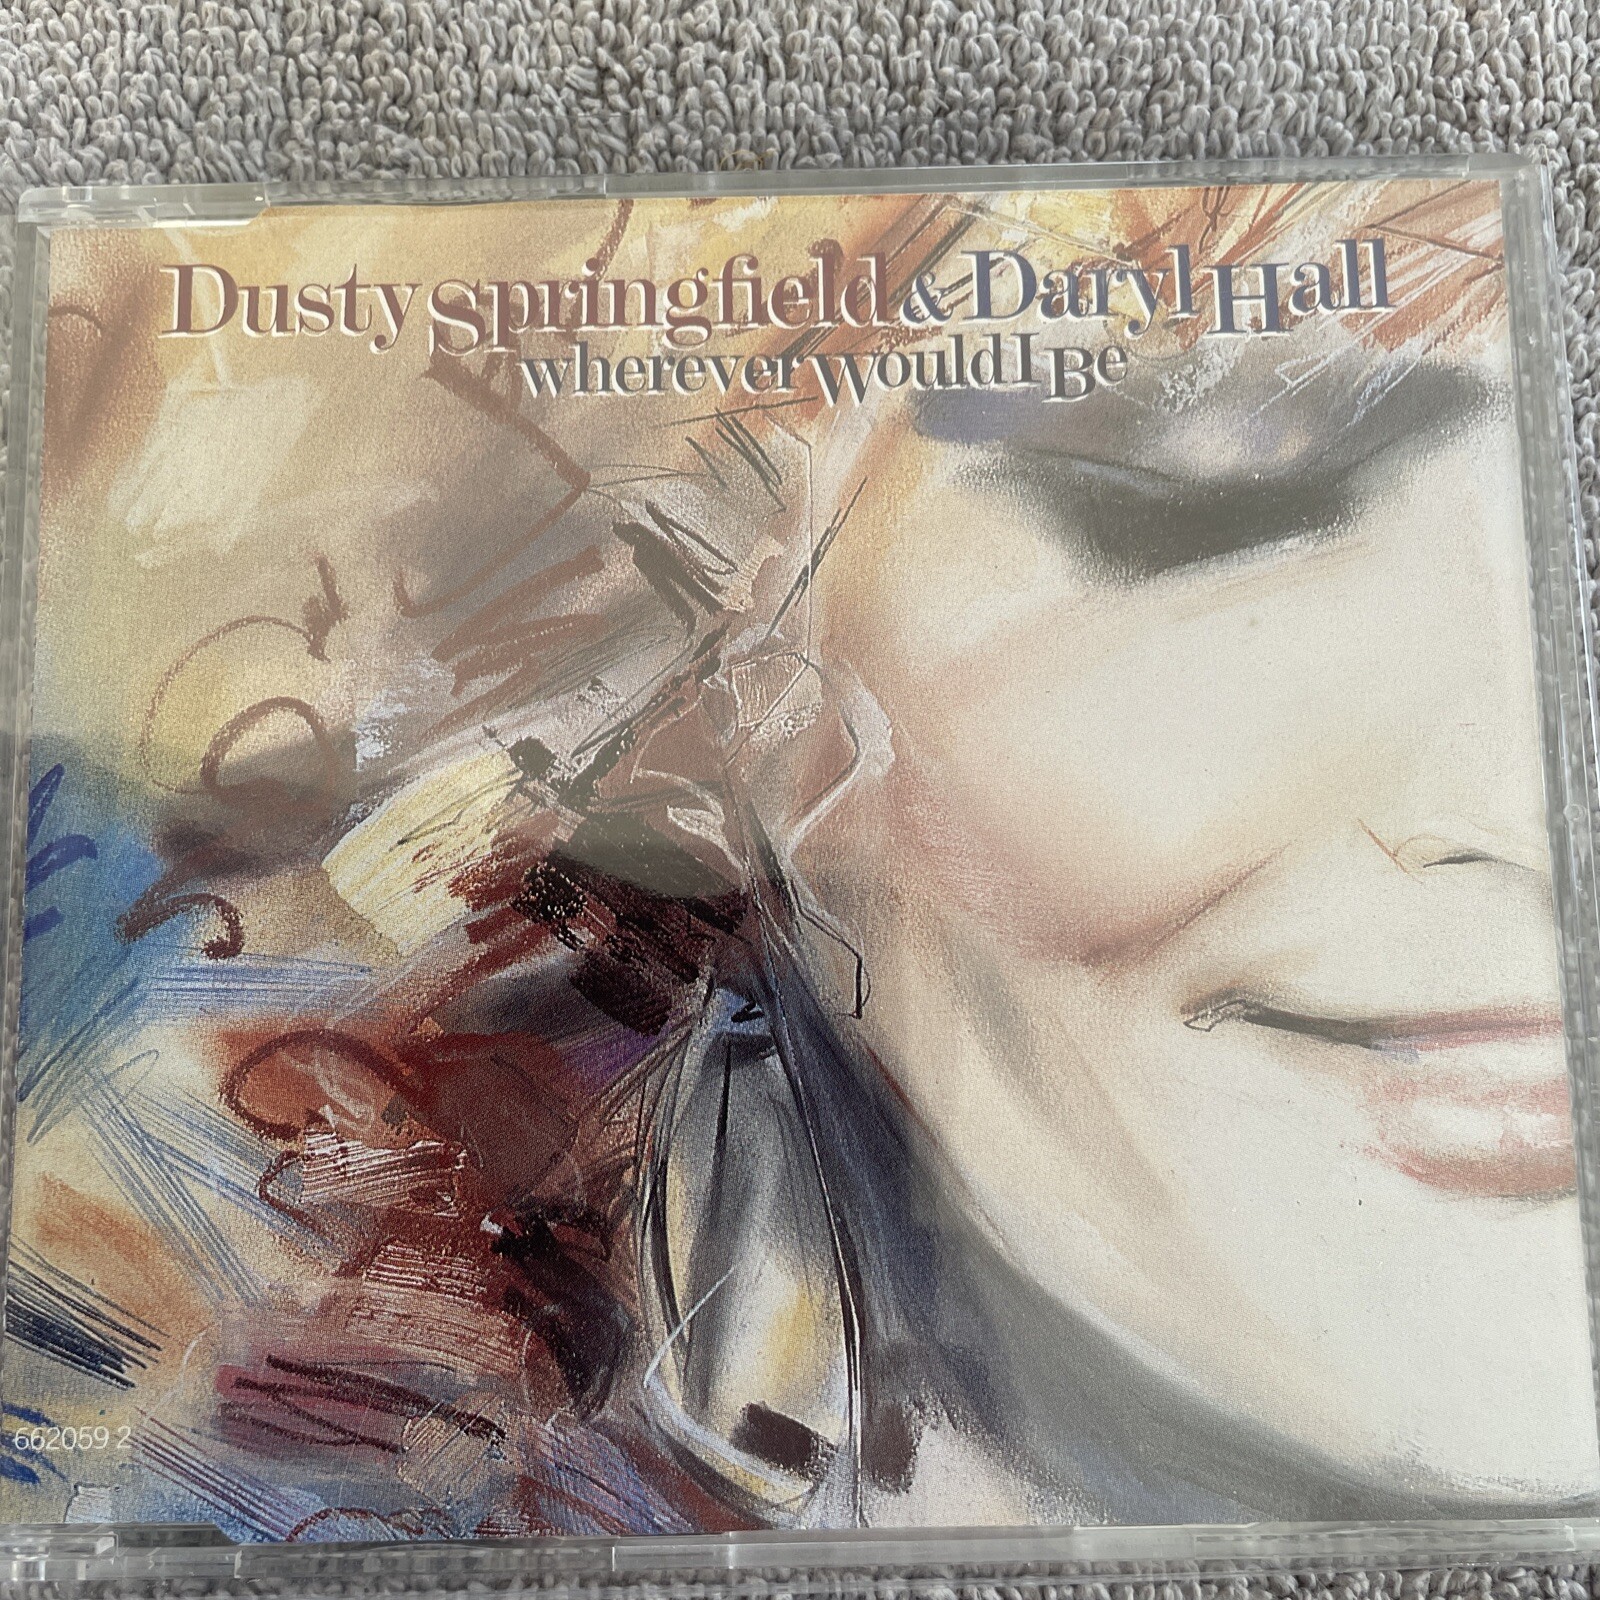 Dusty Springfield & Daryl Hall
wherever Would I Be
662059 2